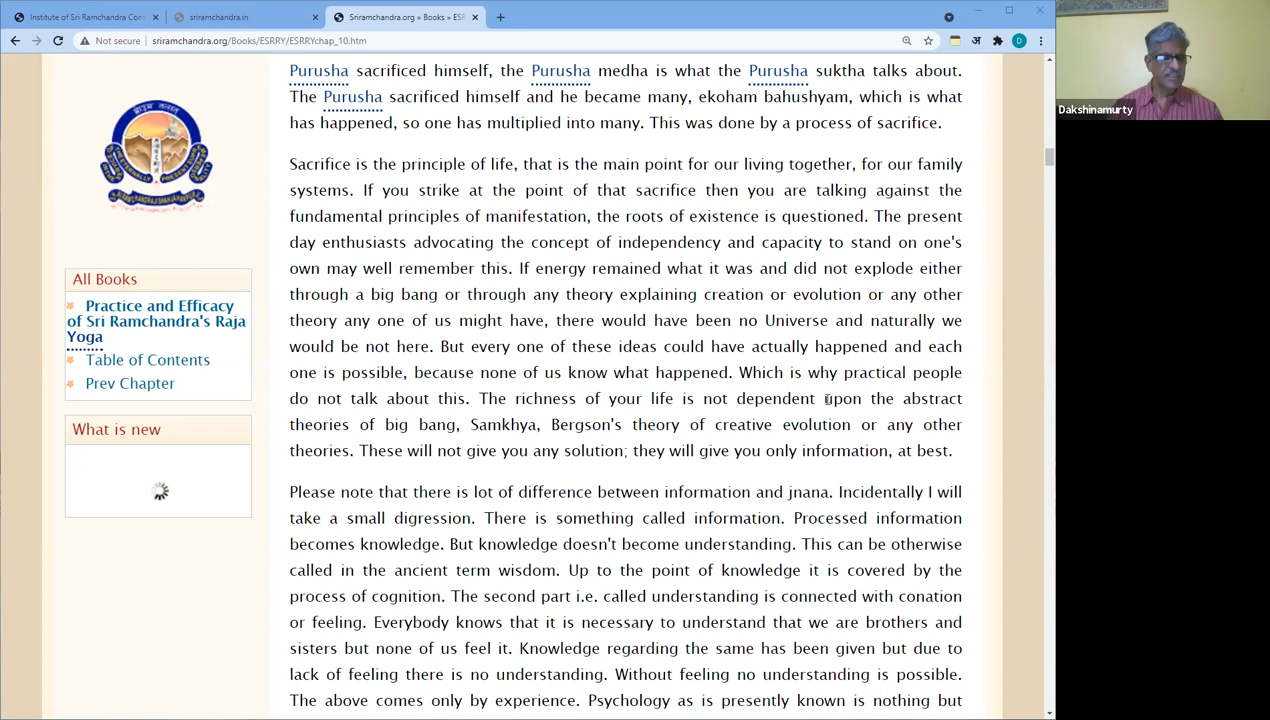 Institute of Sri Ramchandra Con
sriramchandra.in
Sriramchandra.org » Books » ESR
Not secure
sriramchandra.org/Books/ESRRY/ESRRYchap_10.htm
अ
D
Dakshinamurty
All Books
Practice and Efficacy
of Sri Ramchandra's Raja
Yoga
Table of Contents
Prev Chapter
What is new
Purusha sacrificed himself, the Purusha medha is what the Purusha suktha talks about.
The Purusha sacrificed himself and he became many, ekoham bahushyam, which is what
has happened, so one has multiplied into many. This was done by a process of sacrifice.
Sacrifice is the principle of life, that is the main point for our living together, for our family
systems. If you strike at the point of that sacrifice then you are talking against the
fundamental principles of manifestation, the roots of existence is questioned. The present
day enthusiasts advocating the concept of independency and capacity to stand on one's
own may well remember this. If energy remained what it was and did not explode either
through a big bang or through any theory explaining creation or evolution or any other
theory any one of us might have, there would have been no Universe and naturally we
would be not here. But every one of these ideas could have actually happened and each
one is possible, because none of us know what happened. Which is why practical people
do not talk about this. The richness of your life is not dependent upon the abstract
theories of big bang, Samkhya, Bergson's theory of creative evolution or any other
theories. These will not give you any solution; they will give you only information, at best.
Please note that there is lot of difference between information and jnana. Incidentally I will
take a small digression. There is something called information. Processed information
becomes knowledge. But knowledge doesn't become understanding. This can be otherwise
called in the ancient term wisdom. Up to the point of knowledge it is covered by the
process of cognition. The second part i.e. called understanding is connected with conation
or feeling. Everybody knows that it is necessary to understand that we are brothers and
sisters but none of us feel it. Knowledge regarding the same has been given but due to
lack of feeling there is no understanding. Without feeling no understanding is possible.
The above comes only by experience. Psychology as is presently known is nothing but